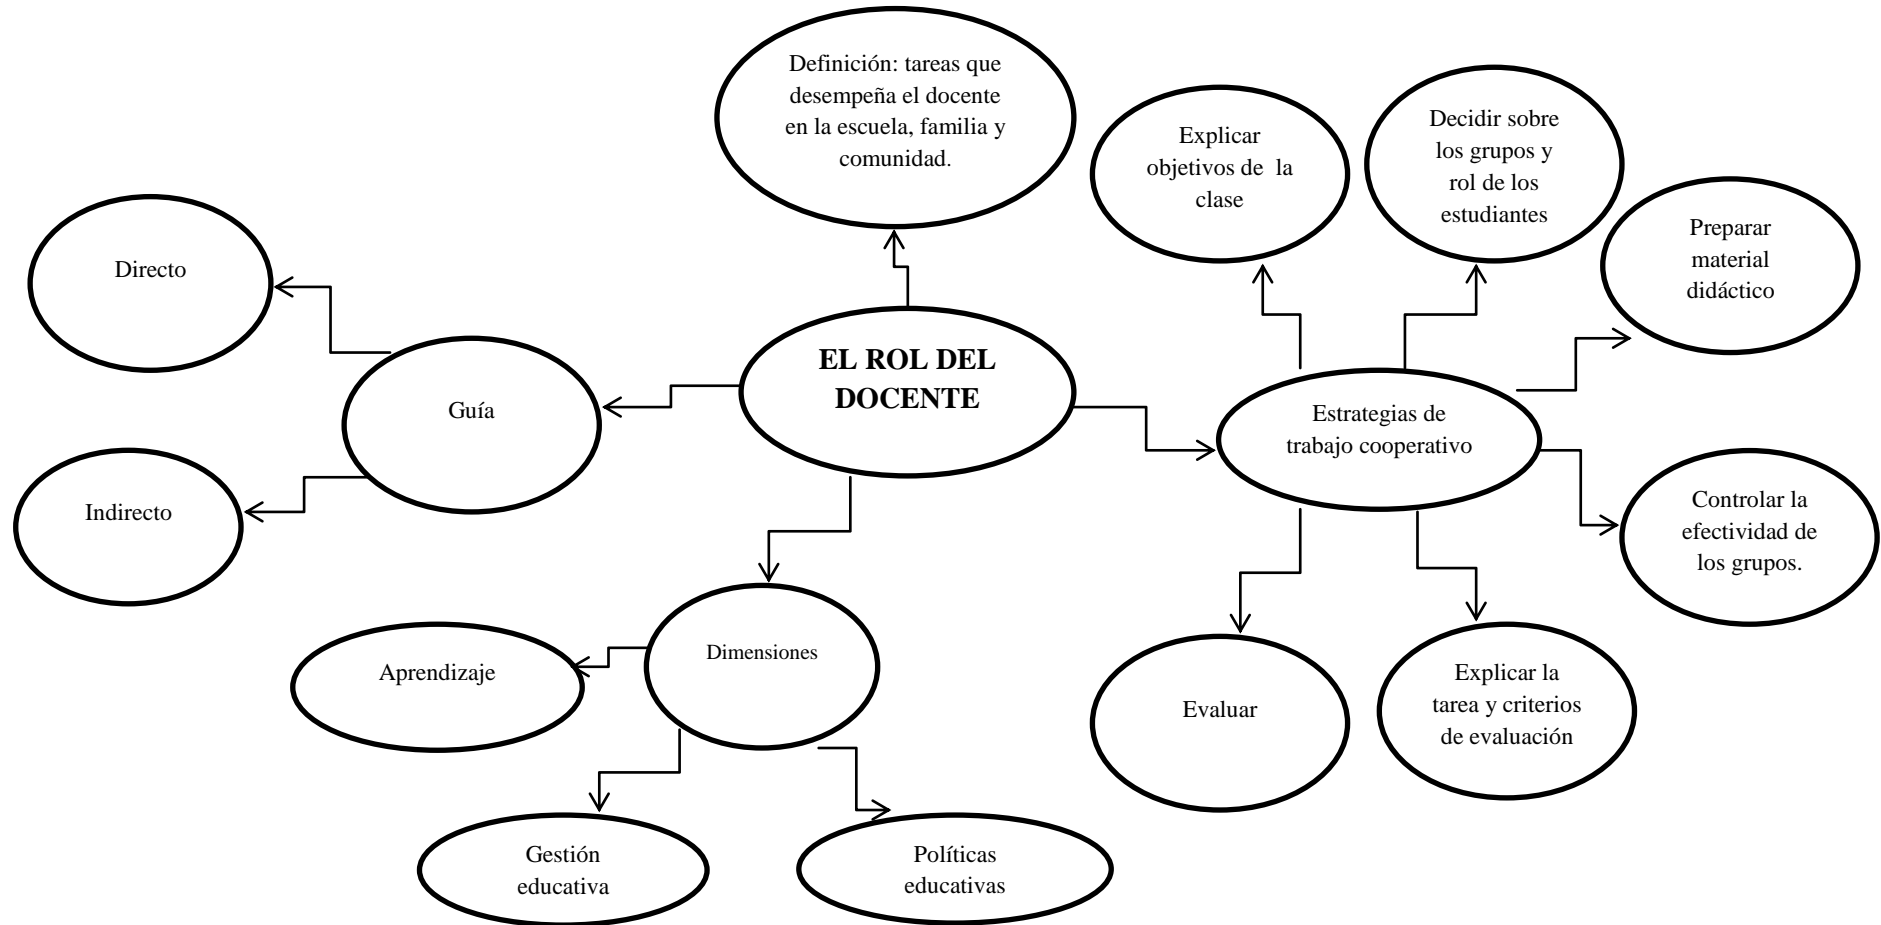 Definición: tareas que
desempeña el docente
en la escuela, familia y
comunidad.
Explicar
objetivos de  la
clase
Decidir sobre
los grupos y
rol de los
estudiantes
Preparar
material
didáctico
Directo
EL ROL DEL
DOCENTE
Guía
Estrategias de
trabajo cooperativo
Indirecto
Controlar la
efectividad de
los grupos.
Dimensiones
Aprendizaje
Evaluar
Explicar la
tarea y criterios
de evaluación
Gestión
educativa
Políticas
educativas